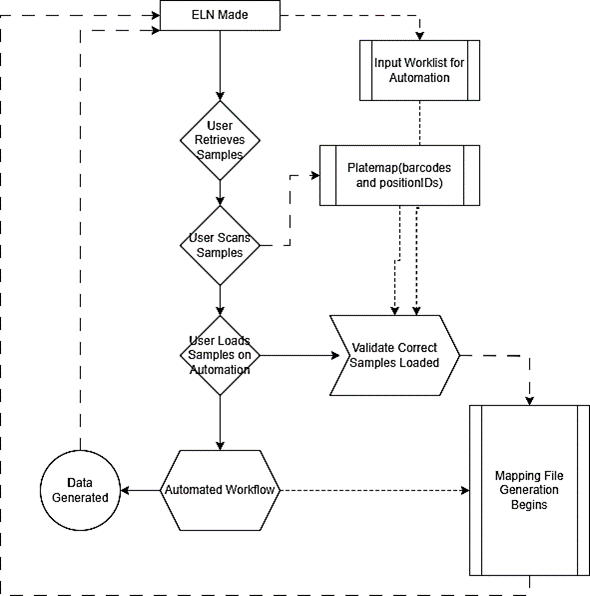 ELN Made
Input Worklist for
Automation
User
Retrieves
Samples
Platemap(barcodes
and positionIDs)
User Scans
Samples
User Loads
Samples on
Automation
Validate Correct
Samples Loaded
Data
Generated
Automated Workflow
Mapping File
Generation
Begins